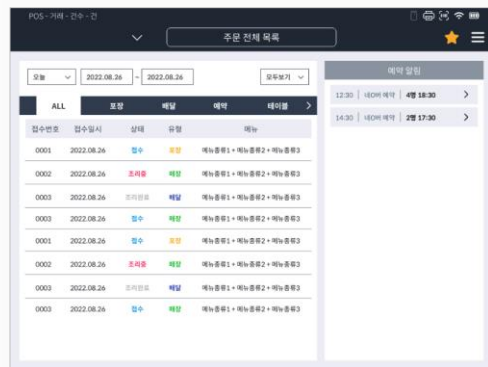 POS - 거래 - 건수 - 건
주문 전체 목록
오늘 2022.08.26 ~ 2022.08.26 모두보기
ALL 포장 배달 예약 테이블
접수번호 접수일시 상태 유형 메뉴
0001 2022.08.26 접수 포장 메뉴종류1 + 메뉴종류2 + 메뉴종류3
0002 2022.08.26 조리중 매장 메뉴종류1 + 메뉴종류2 + 메뉴종류3
0003 2022.08.26 조리완료 배달 메뉴종류1 + 메뉴종류2 + 메뉴종류3
0003 2022.08.26 접수 매장 메뉴종류1 + 메뉴종류2 + 메뉴종류3
0001 2022.08.26 접수 포장 메뉴종류1 + 메뉴종류2 + 메뉴종류3
0002 2022.08.26 조리중 매장 메뉴종류1 + 메뉴종류2 + 메뉴종류3
0003 2022.08.26 조리완료 배달 메뉴종류1 + 메뉴종류2 + 메뉴종류3
0003 2022.08.26 접수 매장 메뉴종류1 + 메뉴종류2 + 메뉴종류3
예약 알림
12:30 네이버 예약 4명 18:30
14:30 네이버 예약 2명 17:30